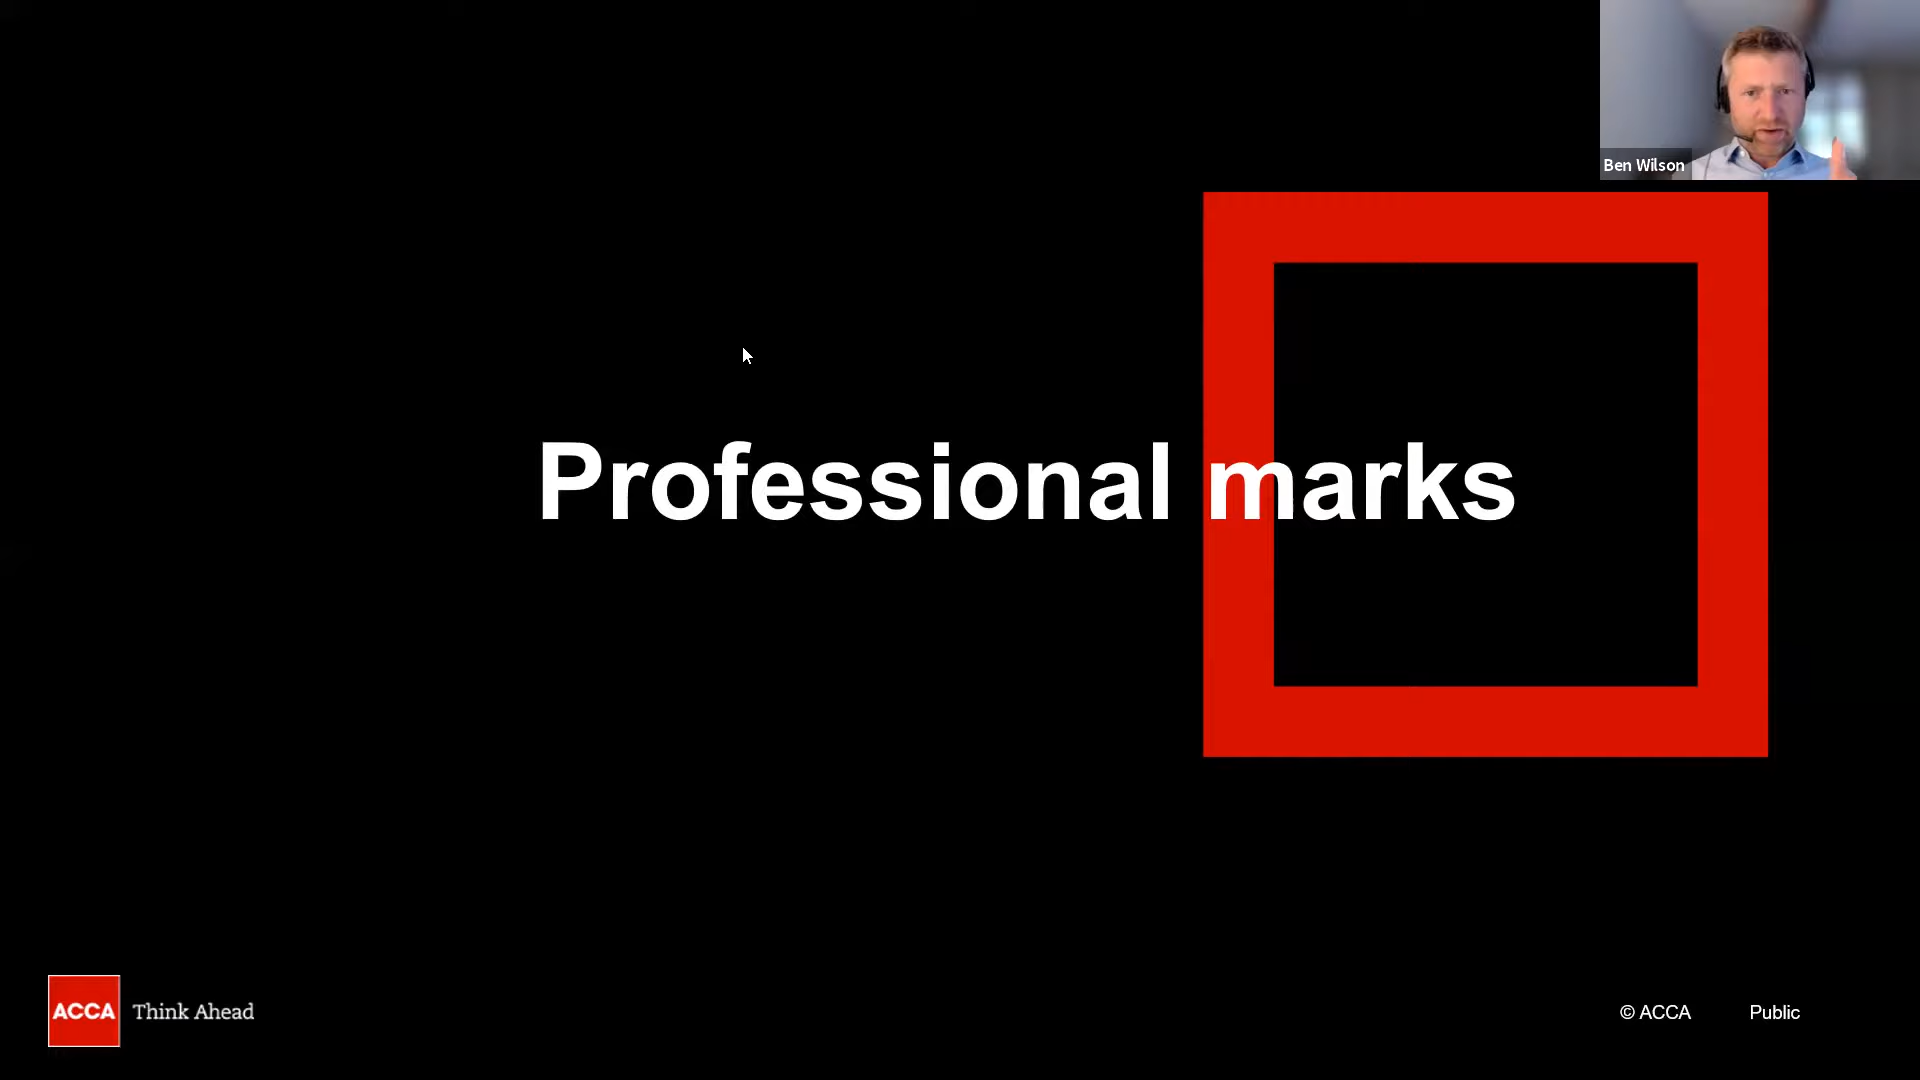 Ben Wilson
Professional marks
ACCA Think Ahead
© ACCA Public